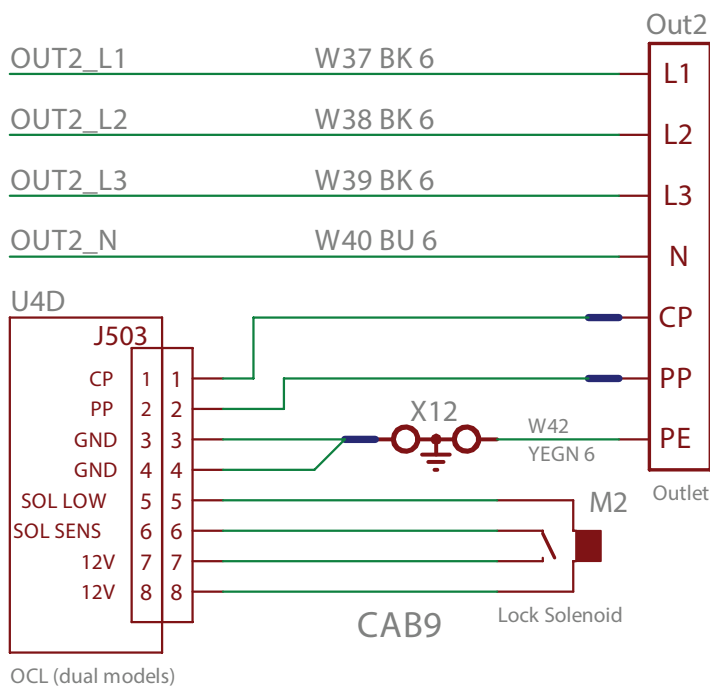 Out2
OUT2_L1 W37 BK 6 L1
OUT2_L2 W38 BK 6 L2
OUT2_L3 W39 BK 6 L3
OUT2_N W40 BU 6 N
U4D
CP
J503
CP 1 1
PP
PP 2 2
X12
GND 3 3
W42
PE
YEGN 6
GND 4 4
Outlet
SOL LOW 5 5
M2
SOL SENS 6 6
12V 7 7
12V 8 8
Lock Solenoid
CAB9
OCL (dual models)